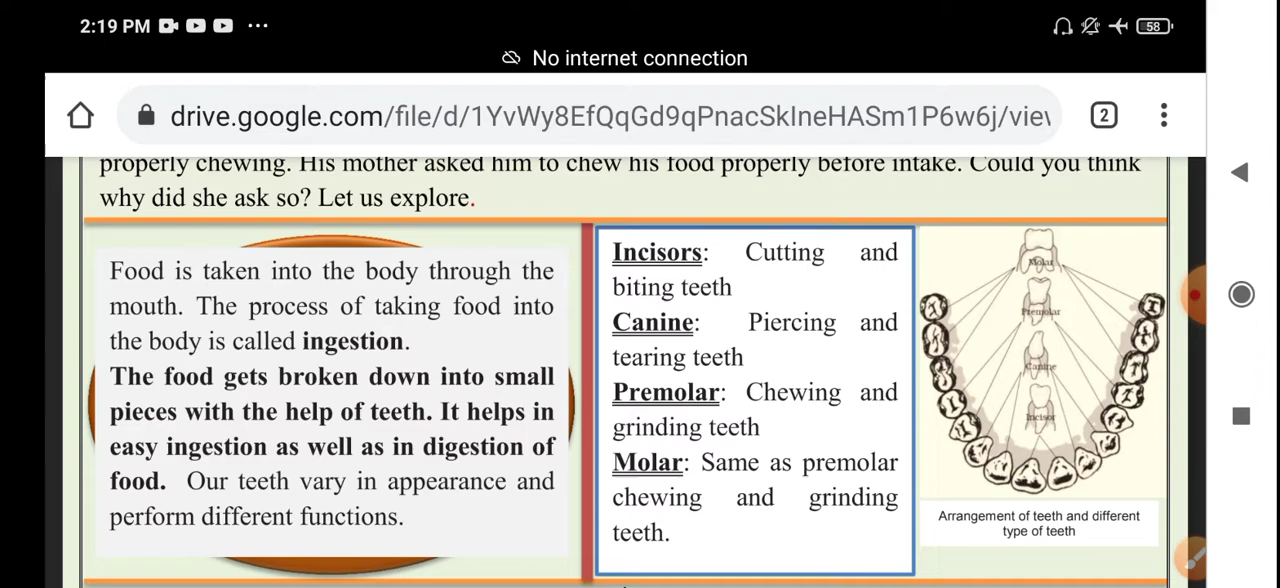 2:19 PM ...
58
No internet connection
drive.google.com/file/d/1YvWy8EfQqGd9qPnacSkIneHASm1P6w6j/view
2
properly chewing. His mother asked him to chew his food properly before intake. Could you think
why did she ask so? Let us explore.
Food is taken into the body through the
mouth. The process of taking food into
the body is called ingestion.
The food gets broken down into small
pieces with the help of teeth. It helps in
easy ingestion as well as in digestion of
food. Our teeth vary in appearance and
perform different functions.
Incisors: Cutting and
biting teeth
Canine: Piercing and
tearing teeth
Premolar: Chewing and
grinding teeth
Molar: Same as premolar
chewing and grinding
teeth.
Molar
Premolar
Canine
Incisor
Arrangement of teeth and different
type of teeth